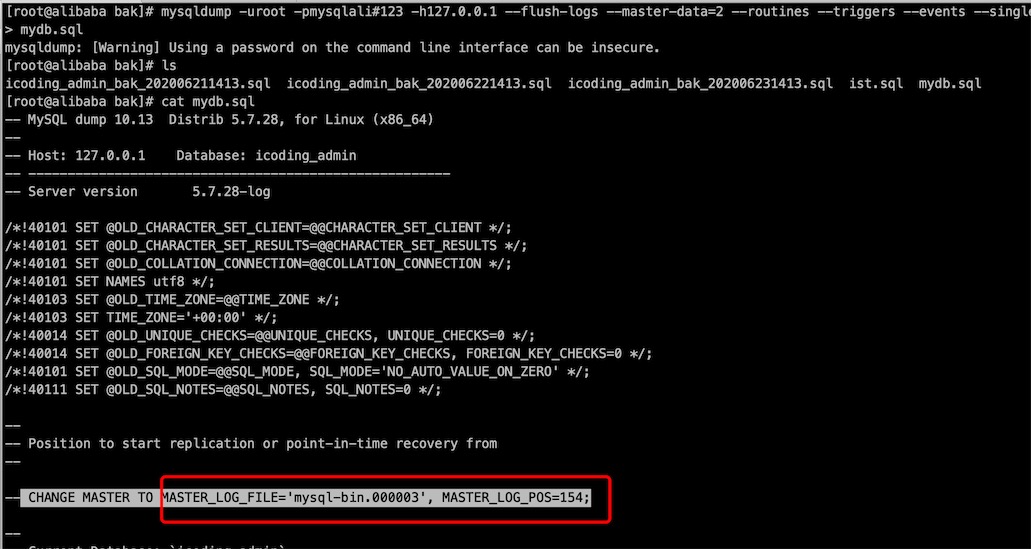 [root@alibaba bak]# mysqldump -uroot -pmysqlali#123 -h127.0.0.1 --flush-logs --master-data=2 --routines --triggers --events
> mydb.sql
mysqldump: [Warning] Using a password on the command line interface can be insecure.
[root@alibaba bak]# ls
icoding_admin_bak_202006211413.sql  icoding_admin_bak_202006221413.sql  icoding_admin_bak_202006231413.sql  ist.sql  mydb.sql
[root@alibaba bak]# cat mydb.sql
-- MySQL dump 10.13  Distrib 5.7.28, for Linux (x86_64)
--
-- Host: 127.0.0.1    Database: icoding_admin
-- ------------------------------------------------------
-- Server version       5.7.28-log
/*!40101 SET @OLD_CHARACTER_SET_CLIENT=@@CHARACTER_SET_CLIENT */;
/*!40101 SET @OLD_CHARACTER_SET_RESULTS=@@CHARACTER_SET_RESULTS */;
/*!40101 SET @OLD_COLLATION_CONNECTION=@@COLLATION_CONNECTION */;
/*!40101 SET NAMES utf8 */;
/*!40103 SET @OLD_TIME_ZONE=@@TIME_ZONE */;
/*!40103 SET TIME_ZONE='+00:00' */;
/*!40014 SET @OLD_UNIQUE_CHECKS=@@UNIQUE_CHECKS, UNIQUE_CHECKS=0 */;
/*!40014 SET @OLD_FOREIGN_KEY_CHECKS=@@FOREIGN_KEY_CHECKS, FOREIGN_KEY_CHECKS=0 */;
/*!40101 SET @OLD_SQL_MODE=@@SQL_MODE, SQL_MODE='NO_AUTO_VALUE_ON_ZERO' */;
/*!40111 SET @OLD_SQL_NOTES=@@SQL_NOTES, SQL_NOTES=0 */;
--
-- Position to start replication or point-in-time recovery from
--
-- CHANGE MASTER TO MASTER_LOG_FILE='mysql-bin.000003', MASTER_LOG_POS=154;
--
-- Current Database: `icoding_admin`